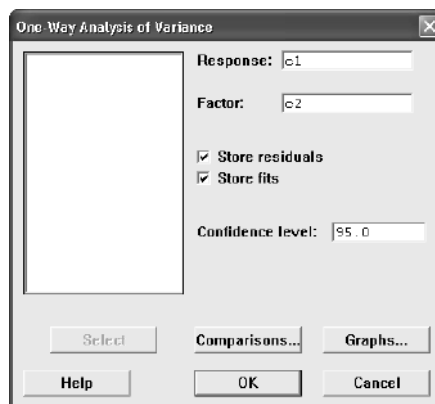 One-Way Analysis of Variance
Response: c1
Factor: c2
Store residuals
Store fits
Confidence level: 95.0
Select
Comparisons...
Graphs...
Help
OK
Cancel